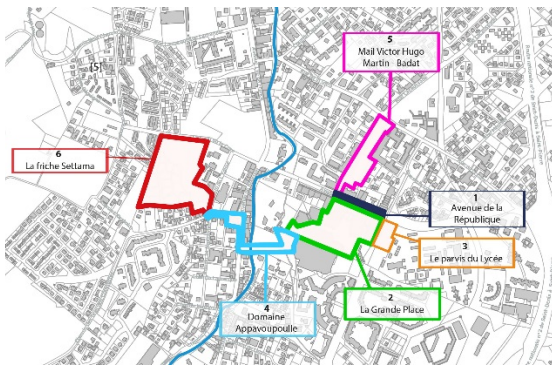 5
Mail Victor Hugo
Martin - Badat
6
La friche Settama
1
Avenue de la
République
3
Le parvis du Lycée
2
La Grande Place
4
Domaine
Appavoupoulle